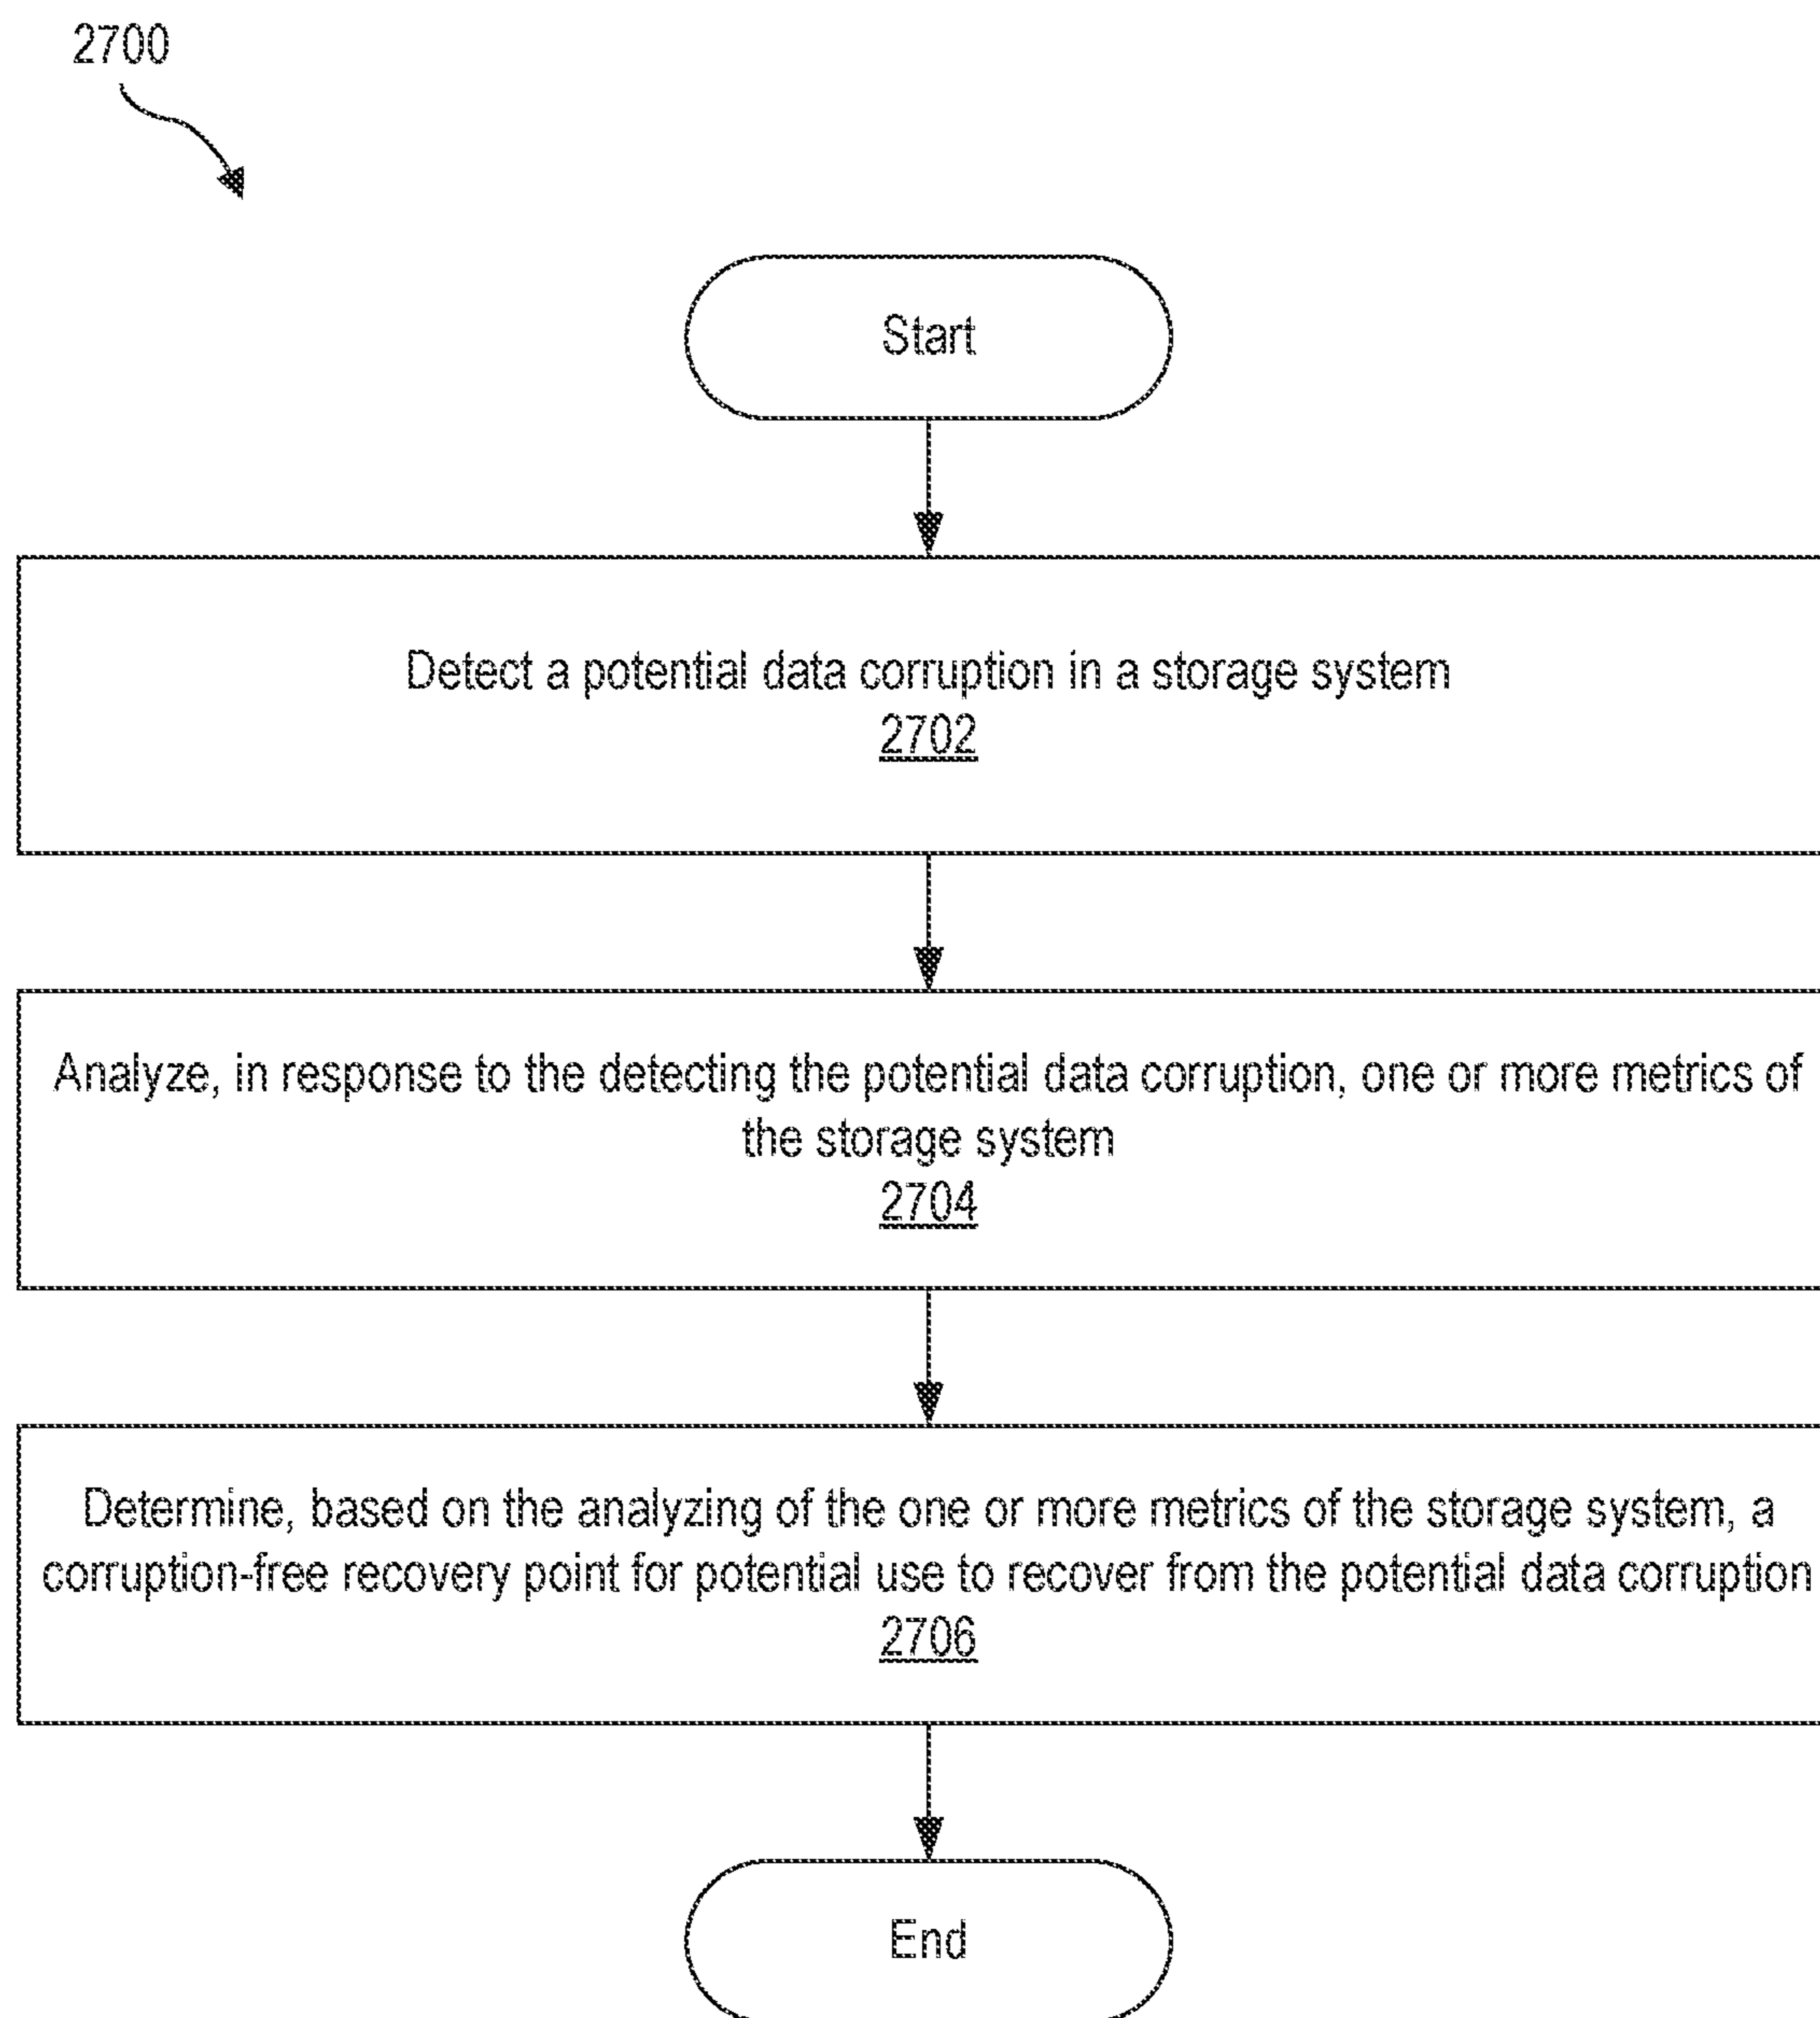 2700
Start
Detect a potential data corruption in a storage system
2702
Analyze, in response to the detecting the potential data corruption, one or more metrics of
the storage system
2704
Determine, based on the analyzing of the one or more metrics of the storage system, a
corruption-free recovery point for potential use to recover from the potential data corruption
2706
End